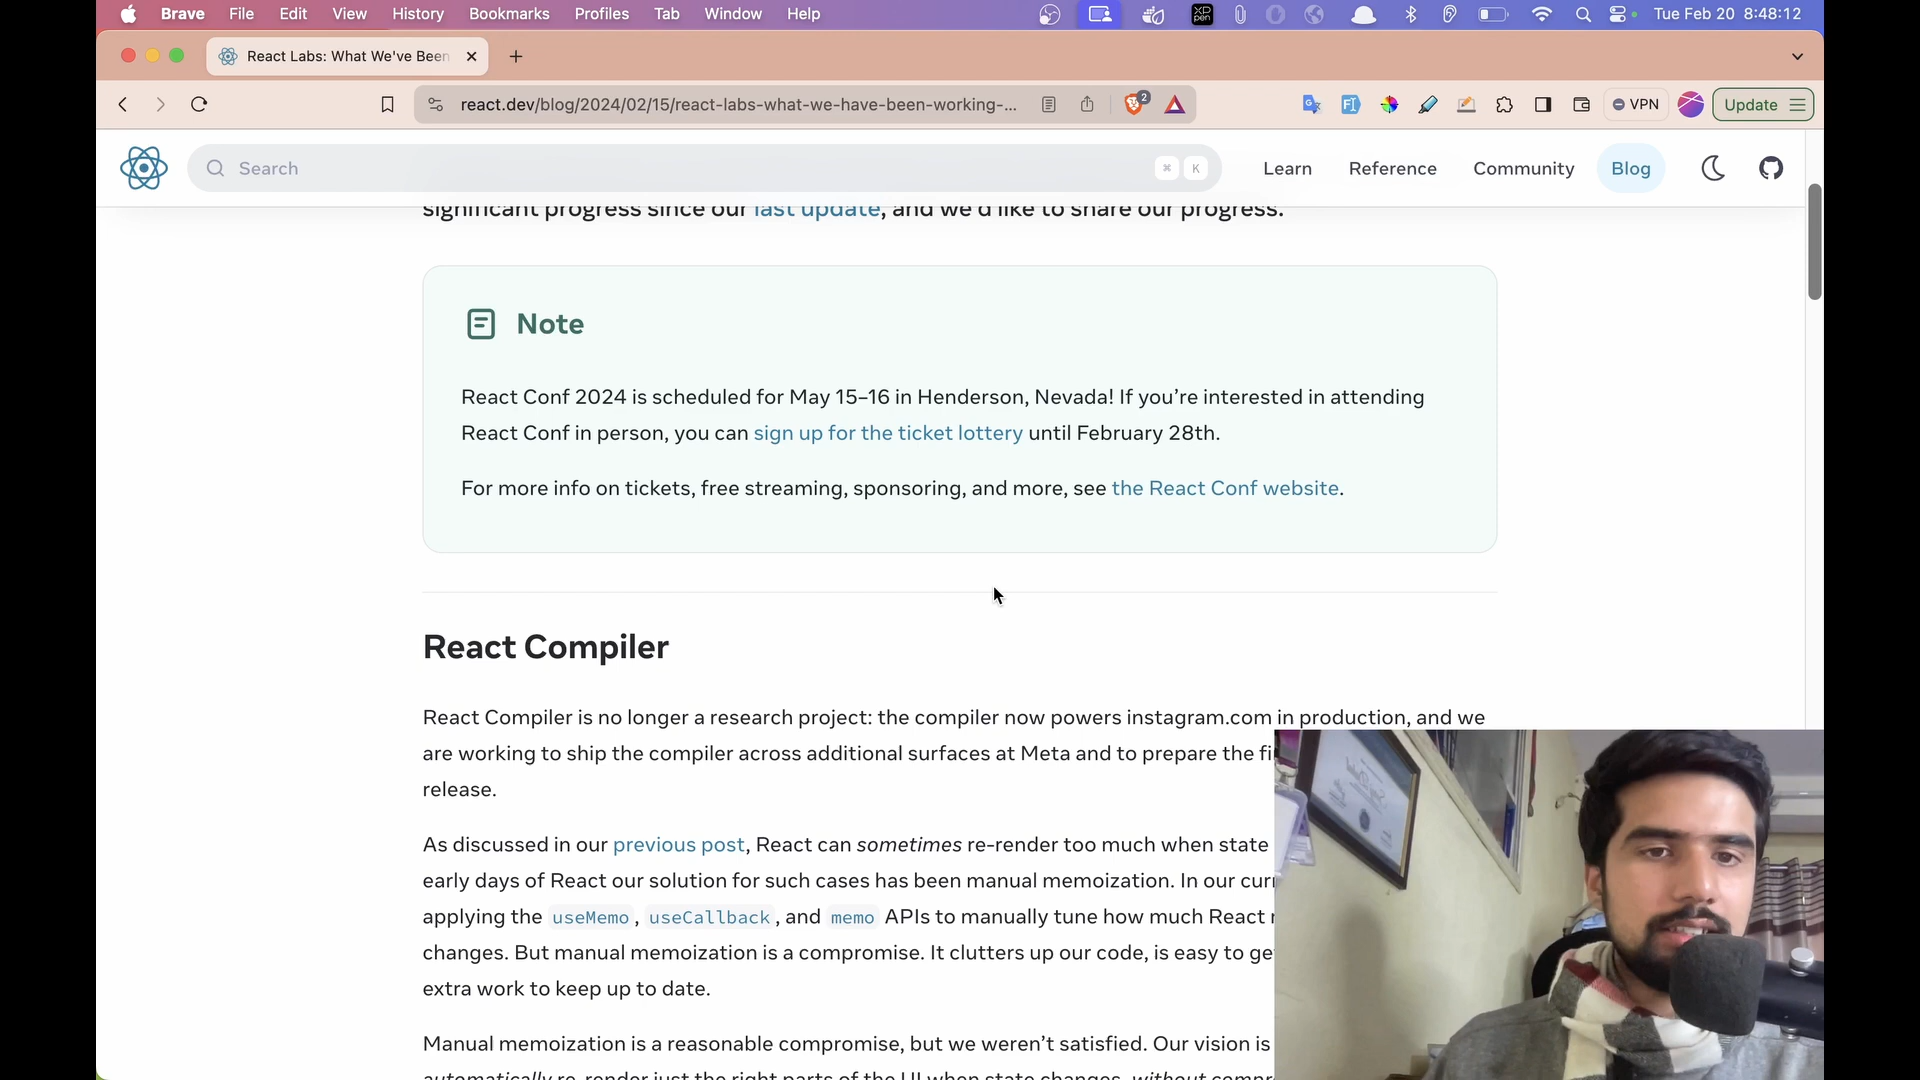 Brave File Edit View History Bookmarks Profiles Tab Window Help XP pen Tue Feb 20 8:48:12
React Labs: What We've Been
react.dev/blog/2024/02/15/react-labs-what-we-have-been-working-... 2 VPN Update
Search ⌘ K Learn Reference Community Blog
significant progress since our last update, and we'd like to share our progress.
Note
React Conf 2024 is scheduled for May 15–16 in Henderson, Nevada! If you’re interested in attending
React Conf in person, you can sign up for the ticket lottery until February 28th.
For more info on tickets, free streaming, sponsoring, and more, see the React Conf website.
React Compiler
React Compiler is no longer a research project: the compiler now powers instagram.com in production, and we
are working to ship the compiler across additional surfaces at Meta and to prepare the
release.
As discussed in our previous post, React can sometimes re-render too much when state
early days of React our solution for such cases has been manual memoization. In our
applying the useMemo, useCallback, and memo APIs to manually tune how much React
changes. But manual memoization is a compromise. It clutters up our code, is easy to
extra work to keep up to date.
Manual memoization is a reasonable compromise, but we weren’t satisfied. Our vision is
automatically re-render just the right parts of the UI when state changes, without